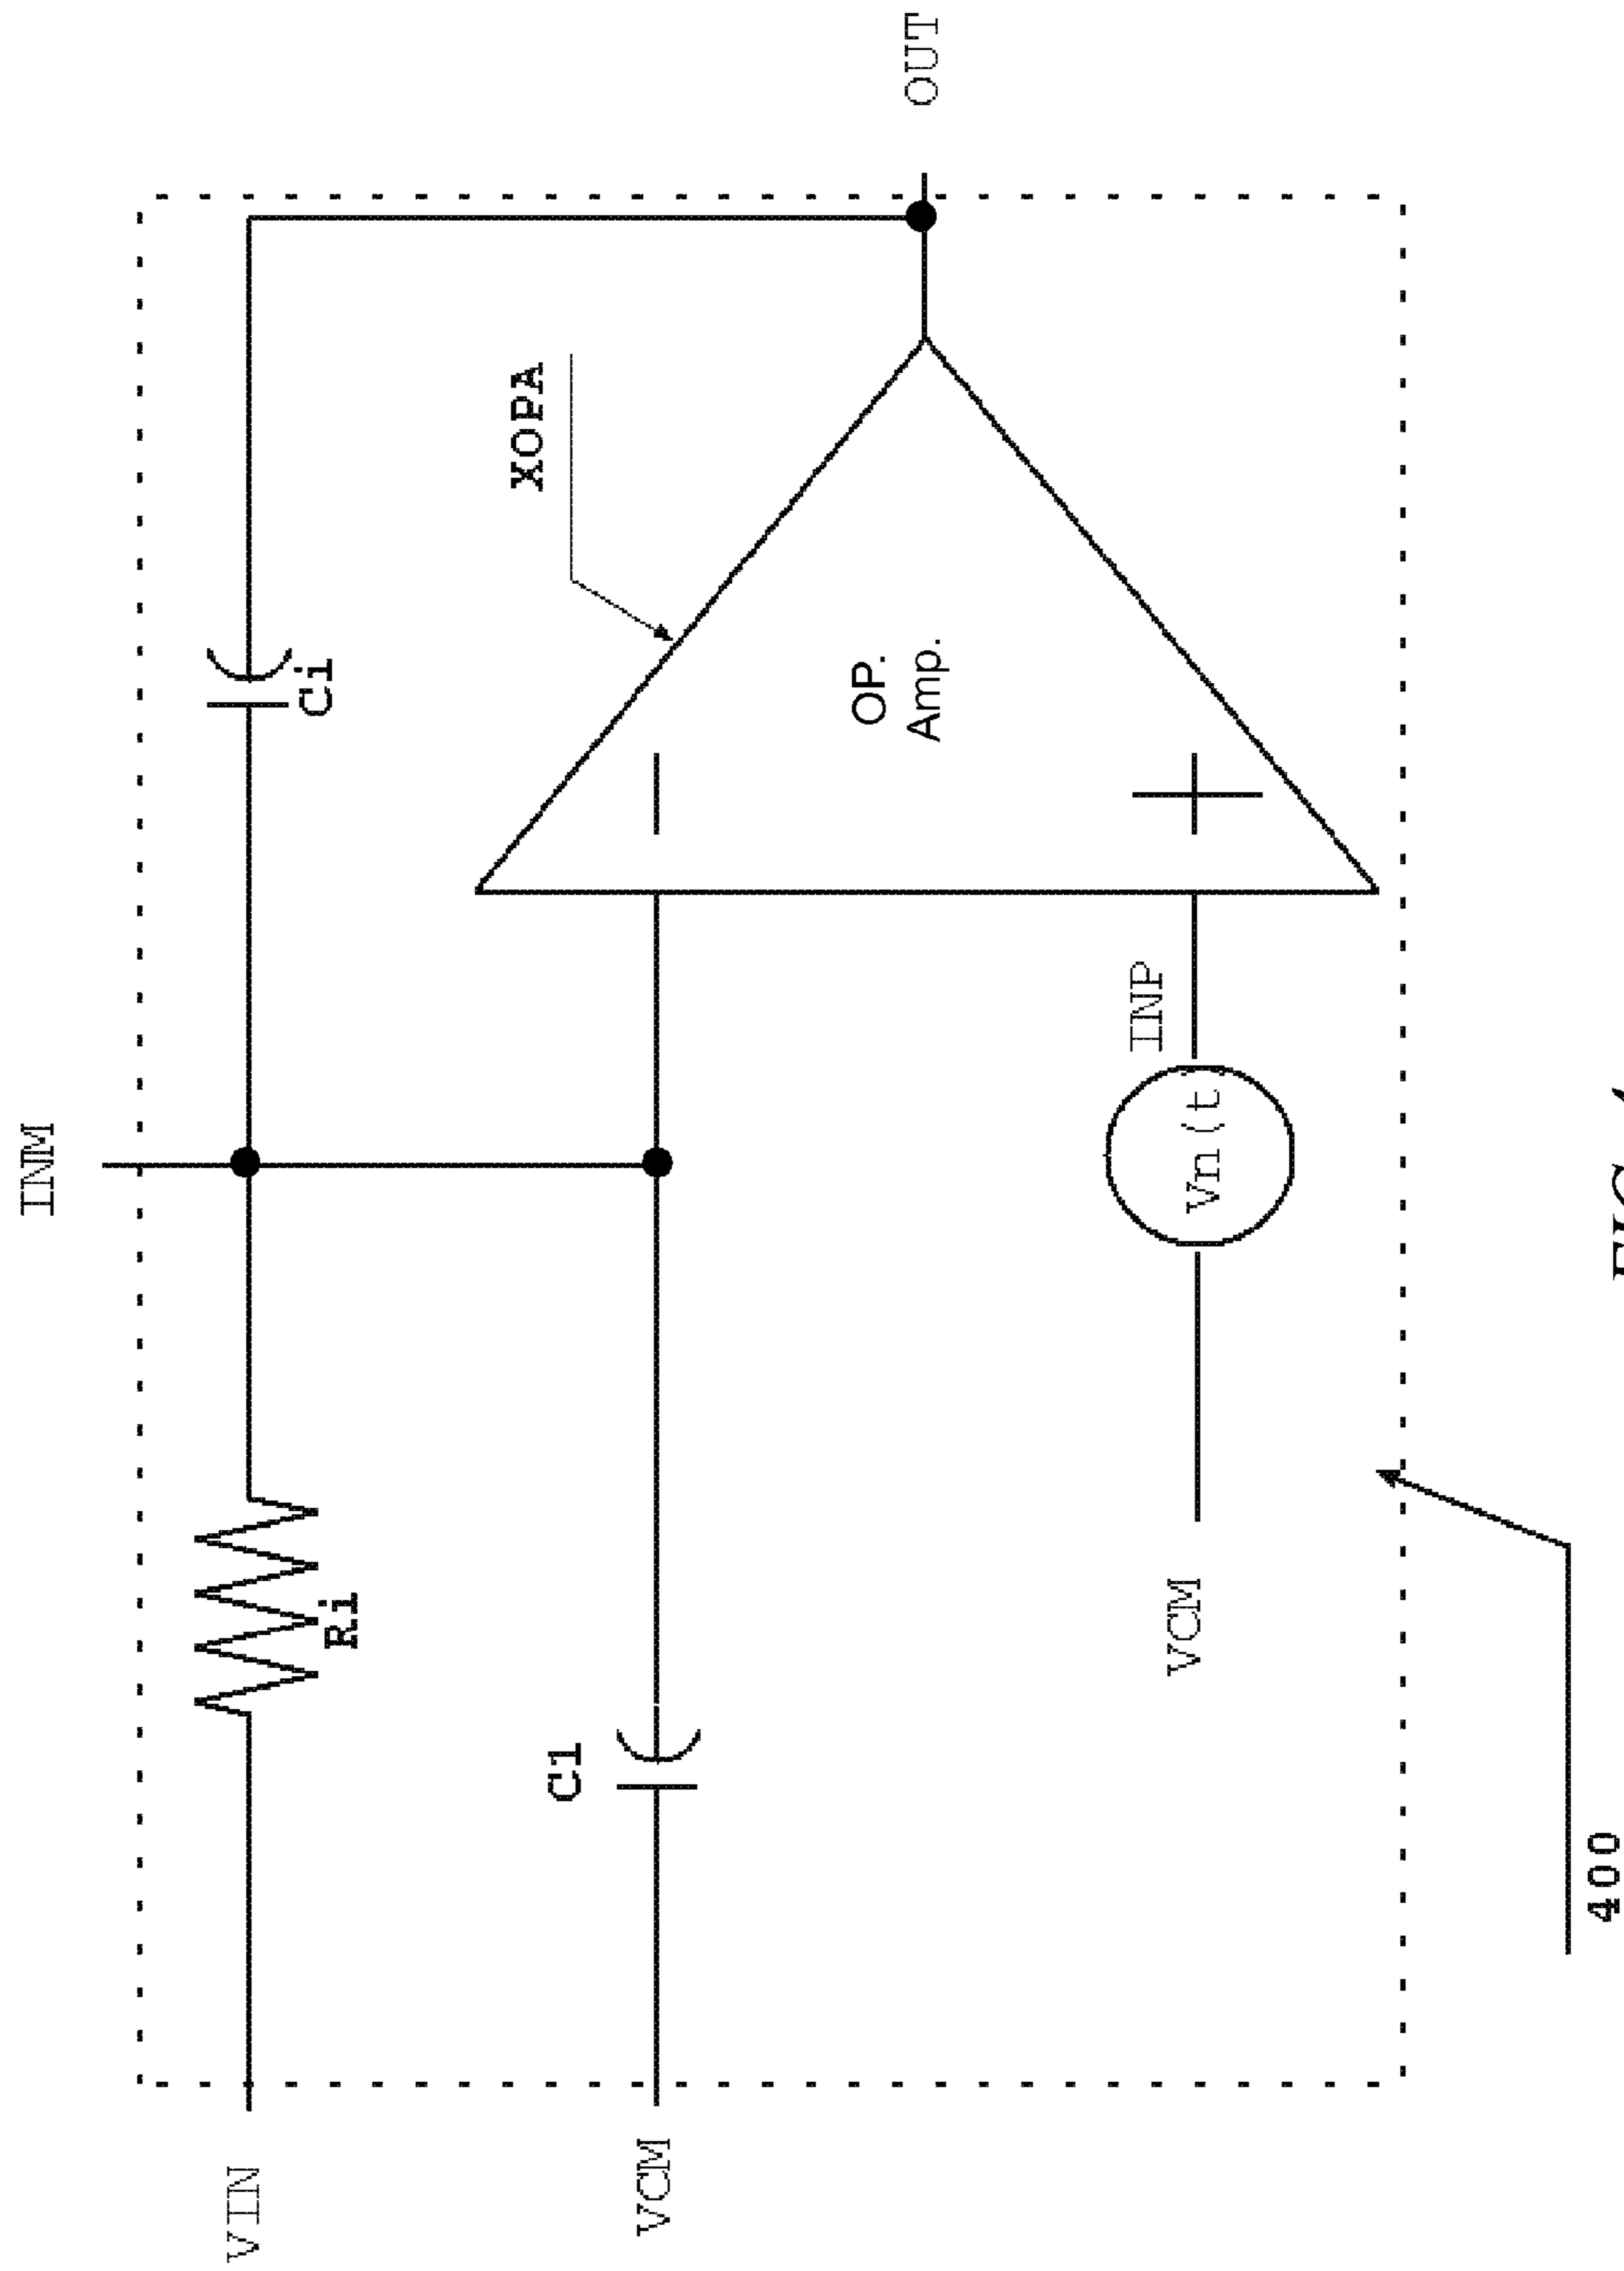 INM
VIN
Ri
Ci
XOPA
C1
VCM
OP.
Amp.
OUT
INP
Vn(t
VCM
400